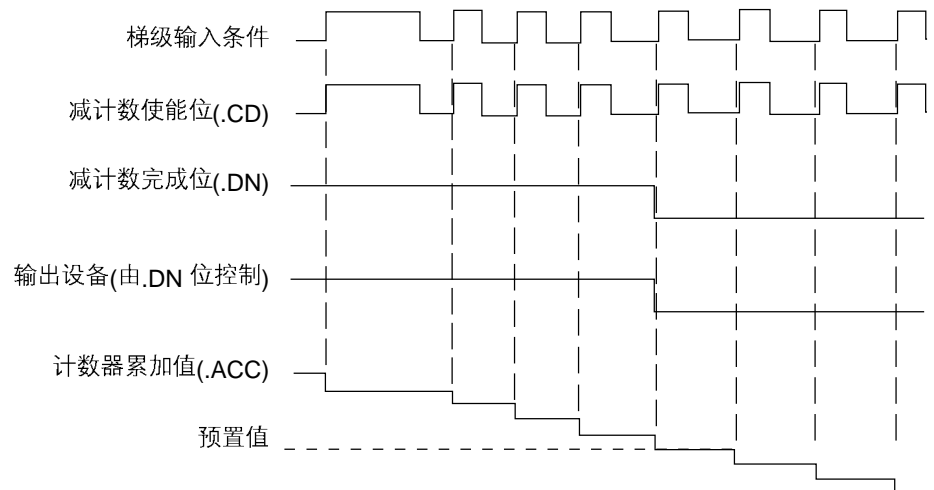 梯级输入条件
减计数使能位(.CD)
减计数完成位(.DN)
输出设备(由.DN 位控制)
计数器累加值(.ACC)
预置值